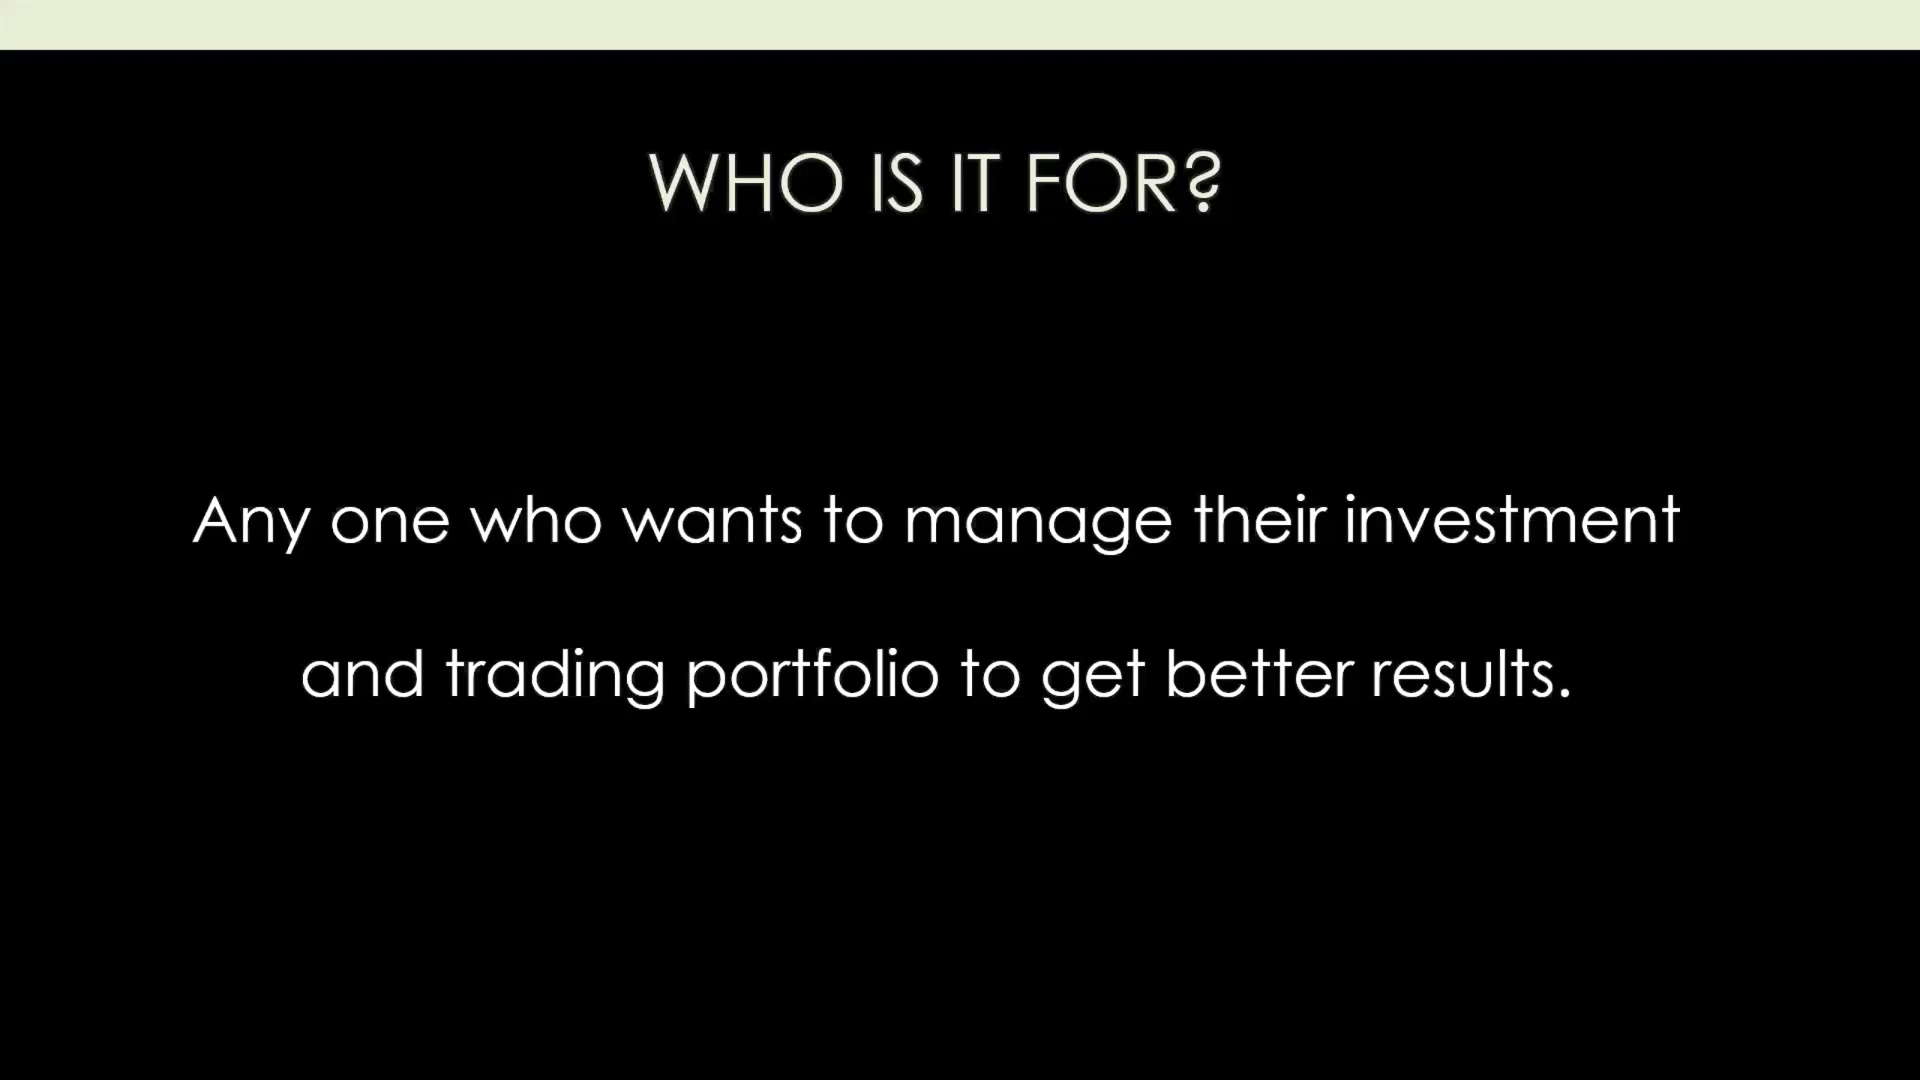 WHO IS IT FOR?
Any one who wants to manage their investment
and trading portfolio to get better results.